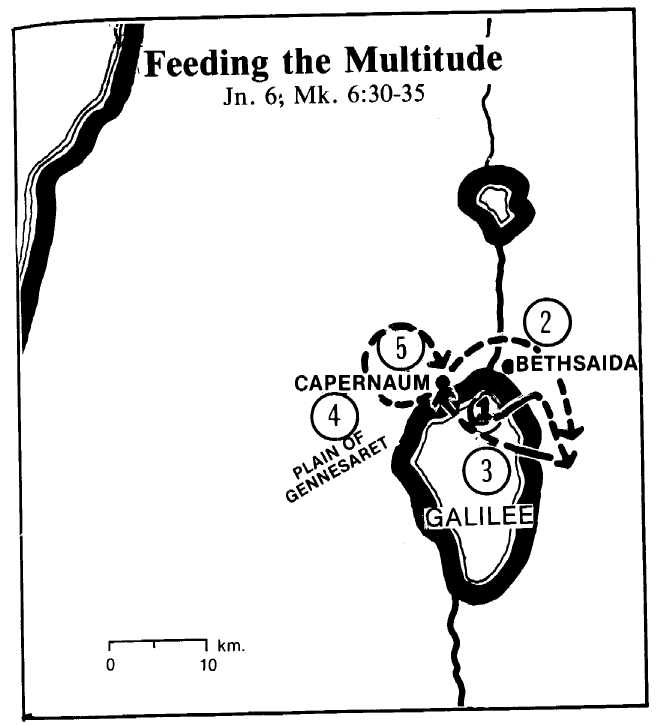 Feeding the Multitude
Jn. 6; Mk. 6:30-35
2
5
BETHSAIDA
CAPERNAUM
4
1
PLAIN OF
GENNESARET
3
GALILEE
km.
0 10